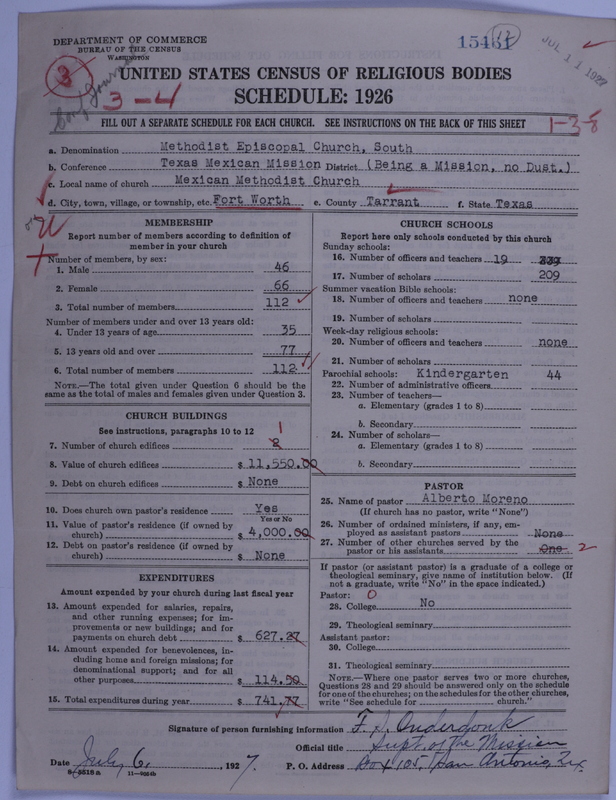 DEPARTMENT OF COMMERCE
BUREAU OF THE CENSUS
WASHINGTON
3
15461
12
JUL 11 1927
3-4
UNITED STATES CENSUS OF RELIGIOUS BODIES
SCHEDULE: 1926
FILL OUT A SEPARATE SCHEDULE FOR EACH CHURCH. SEE INSTRUCTIONS ON THE BACK OF THIS SHEET
1-3-8
a. Denomination Methodist Episcopal Church, South
b. Conference Texas Mexican Mission District (Being a Mission, no Dust.)
c. Local name of church Mexican Methodist Church
d. City, town, village, or township, etc. Fort Worth e. County Tarrant f. State Texas
MEMBERSHIP
Report number of members according to definition of
member in your church
Number of members, by sex:
1. Male 46
2. Female 66
3. Total number of members 112
Number of members under and over 13 years old:
4. Under 13 years of age 35
5. 13 years old and over 77
6. Total number of members 112
NOTE.—The total given under Question 6 should be the
same as the total of males and females given under Question 3.
CHURCH BUILDINGS
See instructions, paragraphs 10 to 12
1
7. Number of church edifices 2
8. Value of church edifices $ 11,550.00
9. Debt on church edifices $ None
10. Does church own pastor's residence Yes
Yes or No
11. Value of pastor's residence (if owned by
church) $ 4,000.00
12. Debt on pastor's residence (if owned by
church) $ None
EXPENDITURES
Amount expended by your church during last fiscal year
13. Amount expended for salaries, repairs,
and other running expenses; for im-
provements or new buildings; and for
payments on church debt $ 627.27
14. Amount expended for benevolences, in-
cluding home and foreign missions; for
denominational support; and for all
other purposes $ 114.50
15. Total expenditures during year $ 741.77
CHURCH SCHOOLS
Report here only schools conducted by this church
Sunday schools:
16. Number of officers and teachers 19
17. Number of scholars 209
Summer vacation Bible schools:
18. Number of officers and teachers none
19. Number of scholars
Week-day religious schools:
20. Number of officers and teachers none
21. Number of scholars
Parochial schools: Kindergarten 44
22. Number of administrative officers
23. Number of teachers—
a. Elementary (grades 1 to 8)
b. Secondary
24. Number of scholars—
a. Elementary (grades 1 to 8)
b. Secondary
PASTOR
25. Name of pastor Alberto Moreno
(If church has no pastor, write "None")
26. Number of ordained ministers, if any, em-
ployed as assistant pastors None
27. Number of other churches served by the
pastor or his assistants One 2
If pastor (or assistant pastor) is a graduate of a college or
theological seminary, give name of institution below. (If
not a graduate, write "No" in the space indicated.)
Pastor: 0
28. College No
29. Theological seminary
Assistant pastor:
30. College
31. Theological seminary
NOTE.—Where one pastor serves two or more churches,
Questions 28 and 29 should be answered only on the schedule
for one of the churches; on the schedules for the other churches,
write "See schedule for church."
Signature of person furnishing information F. S. Onderdonk
Official title Supt. of the Mission
Date July 6, 1927. P. O. Address Box 105, San Antonio, Tex.